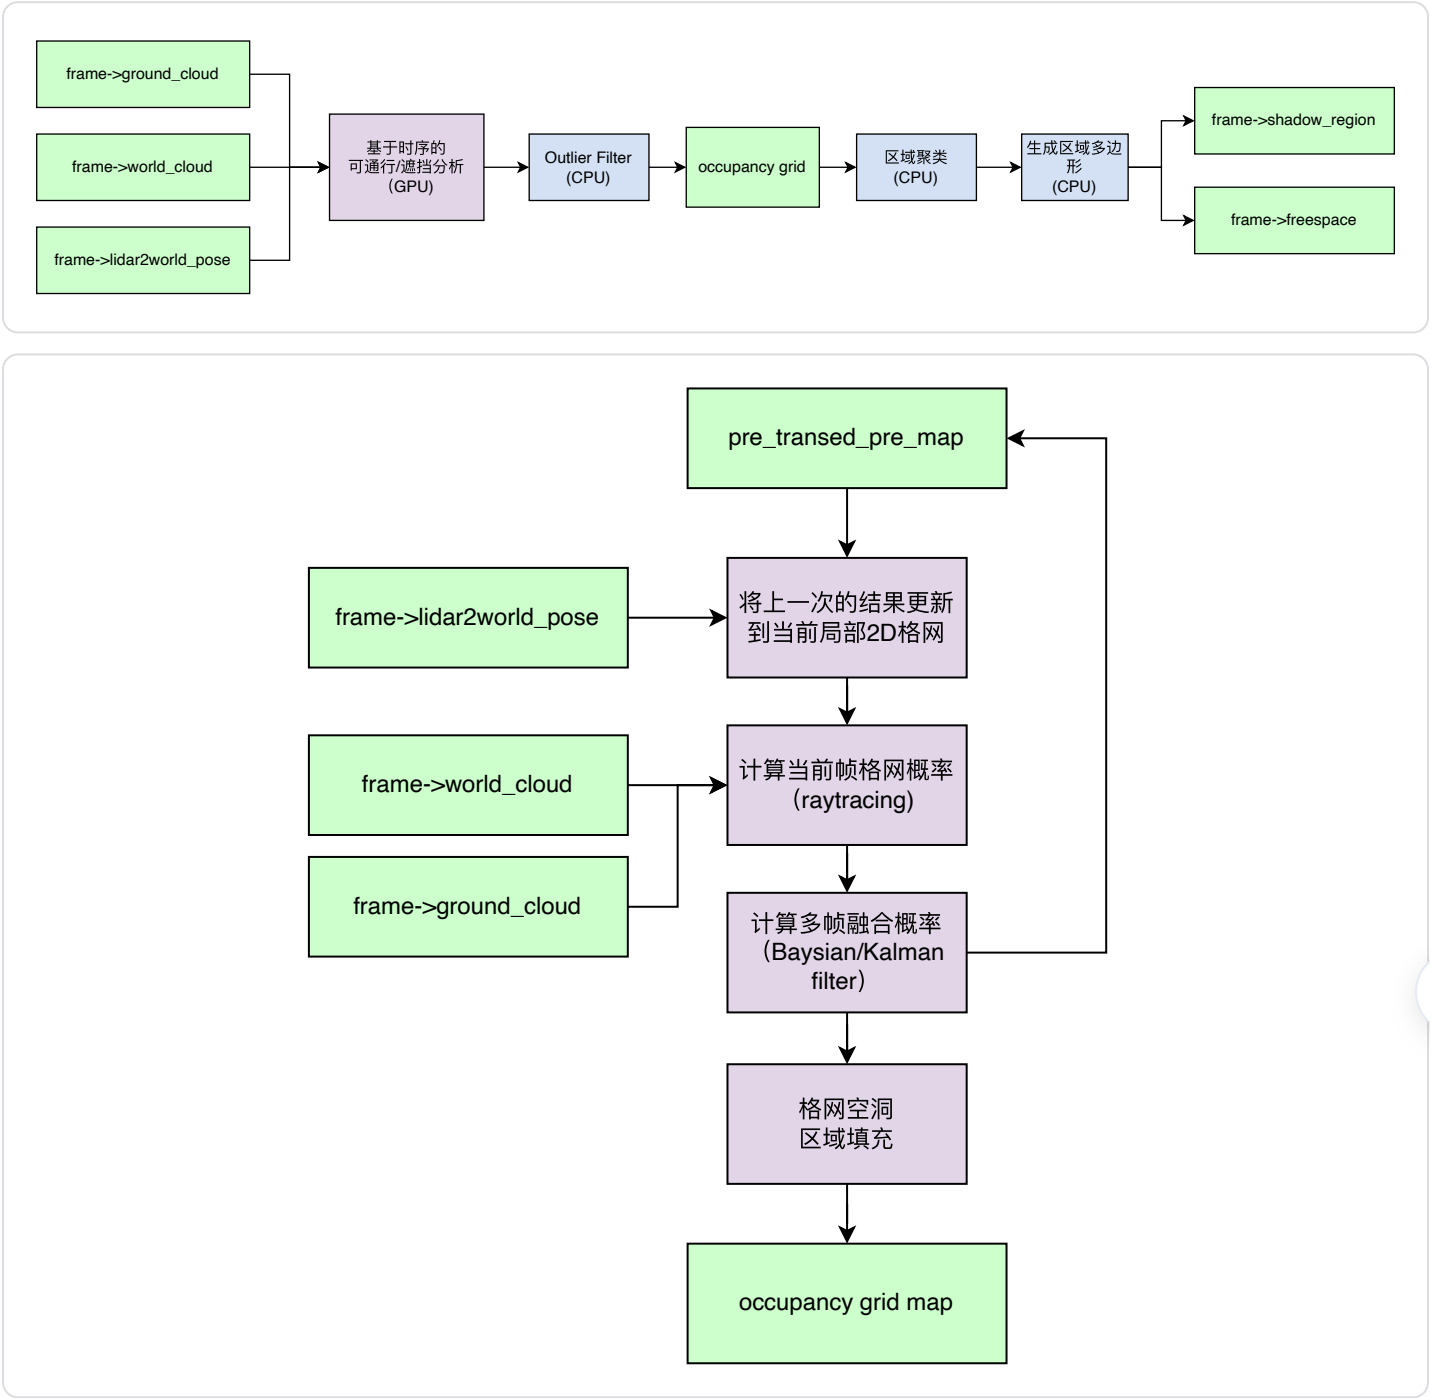 frame->ground_cloud
frame->world_cloud
frame->lidar2world_pose
基于时序的
可通行/遮挡分析
（GPU)
Outlier Filter
(CPU)
occupancy grid
区域聚类
(CPU)
生成区域多边
形
(CPU)
frame->shadow_region
frame->freespace
pre_transed_pre_map
frame->lidar2world_pose
将上一次的结果更新
到当前局部2D格网
frame->world_cloud
frame->ground_cloud
计算当前帧格网概率
（raytracing)
计算多帧融合概率
（Baysian/Kalman
filter）
格网空洞
区域填充
occupancy grid map